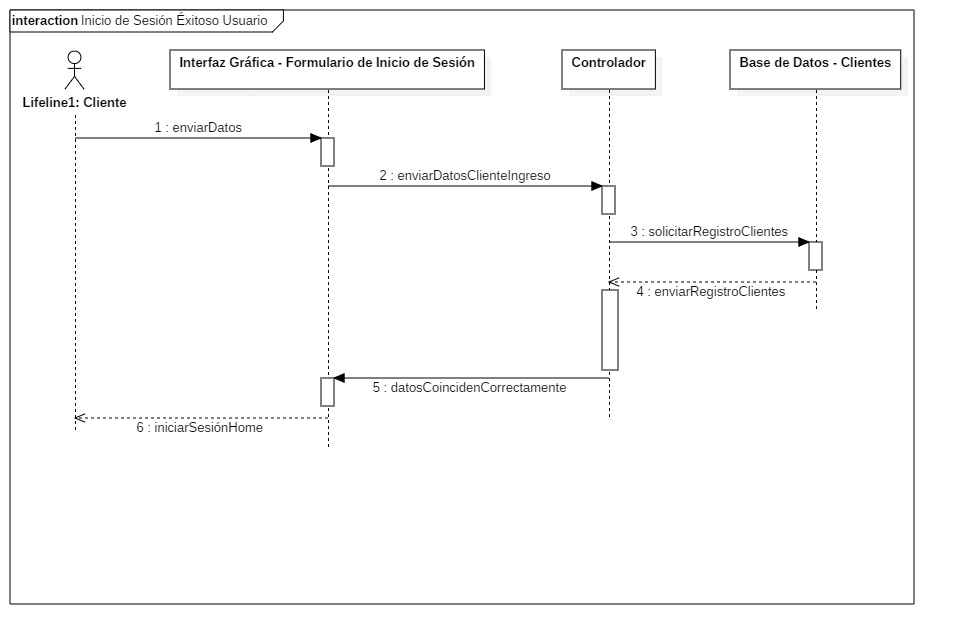 interaction Inicio de Sesión Éxitoso Usuario
Interfaz Gráfica - Formulario de Inicio de Sesión
Controlador
Base de Datos - Clientes
Lifeline1: Cliente
1 : enviarDatos
2 : enviarDatosClienteIngreso
3 : solicitarRegistroClientes
4 : enviarRegistroClientes
5 : datosCoincidenCorrectamente
6 : iniciarSesiónHome